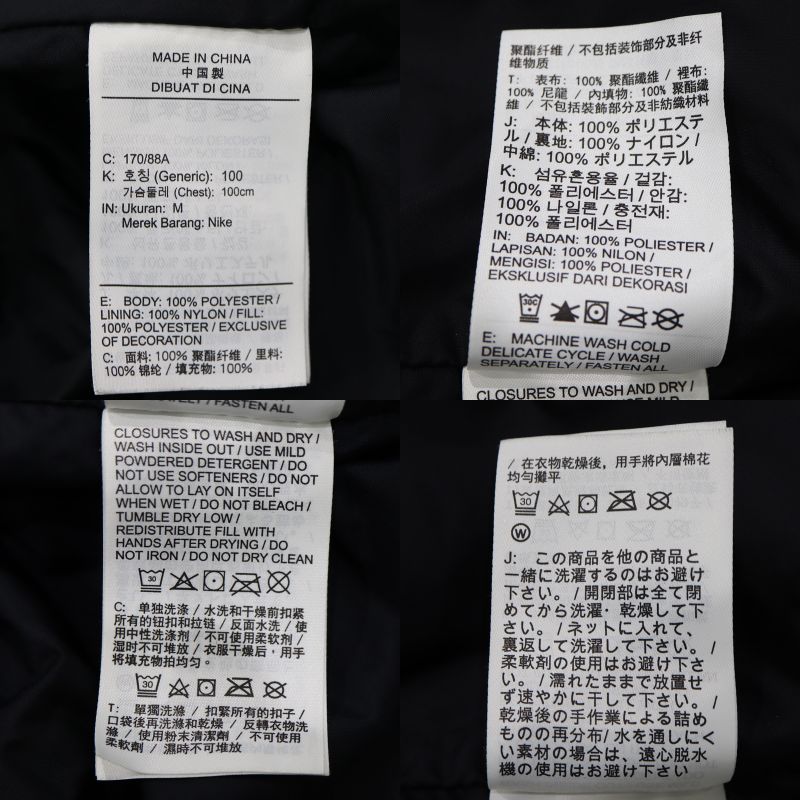 MADE IN CHINA
中国製
DIBUAT DI CINA
C: 170/88A
K: 호칭 (Generic): 100
가슴둘레 (Chest): 100cm
IN: Ukuran: M
Merek Barang: Nike
E: BODY: 100% POLYESTER /
LINING: 100% NYLON / FILL:
100% POLYESTER / EXCLUSIVE
OF DECORATION
C: 面料: 100% 聚酯纤维 / 里料:
100% 锦纶 / 填充物: 100%
聚酯纤维 / 不包括装饰部分及非纤
维物质
T: 表布: 100% 聚酯纖維 / 裡布:
100% 尼龍 / 內填物: 100% 聚酯纖
維 / 不包括裝飾部分及非紡織材料
J: 本体: 100% ポリエステ
ル / 裏地: 100% ナイロン /
中綿: 100% ポリエステル
K: 섬유혼용율 / 겉감:
100% 폴리에스터 / 안감:
100% 나일론 / 충전재:
100% 폴리에스터
IN: BADAN: 100% POLIESTER /
LAPISAN: 100% NILON /
MENGISI: 100% POLIESTER /
EKSKLUSIF DARI DEKORASI
30C
E: MACHINE WASH COLD
DELICATE CYCLE / WASH
SEPARATELY / FASTEN ALL
CLOSURES TO WASH AND DRY /
CLOSURES TO WASH AND DRY /
WASH INSIDE OUT / USE MILD
POWDERED DETERGENT / DO
NOT USE SOFTENERS / DO NOT
ALLOW TO LAY ON ITSELF
WHEN WET / DO NOT BLEACH /
TUMBLE DRY LOW /
REDISTRIBUTE FILL WITH
HANDS AFTER DRYING / DO
NOT IRON / DO NOT DRY CLEAN
30
C: 单独洗涤 / 水洗和干燥前扣紧
所有的钮扣和拉链 / 反面水洗 / 使
用中性洗涤剂 / 不可使用柔软剂 /
湿时不可堆放 / 衣服干燥后，用手
将填充物拍均匀。
30
T: 單獨洗滌 / 扣緊所有的扣子 /
口袋後再洗滌和乾燥 / 反轉衣物洗
滌 / 使用粉末清潔劑 / 不可使用
柔軟劑 / 濕時不可堆放
/ 在衣物乾燥後，用手將內層棉花
均勻攤平
30
W
J: この商品を他の商品と
一緒に洗濯するのはお避け
下さい。/ 開閉部は全て閉
めてから洗濯・乾燥して下
さい。/ ネットに入れて、
裏返して洗濯して下さい。/
柔軟剤の使用はお避け下さ
い。/ 濡れたままで放置せ
ず速やかに干して下さい。/
乾燥後の手作業による詰め
ものの再分布/ 水を通しにく
い素材の場合は、遠心脱水
機の使用はお避け下さい